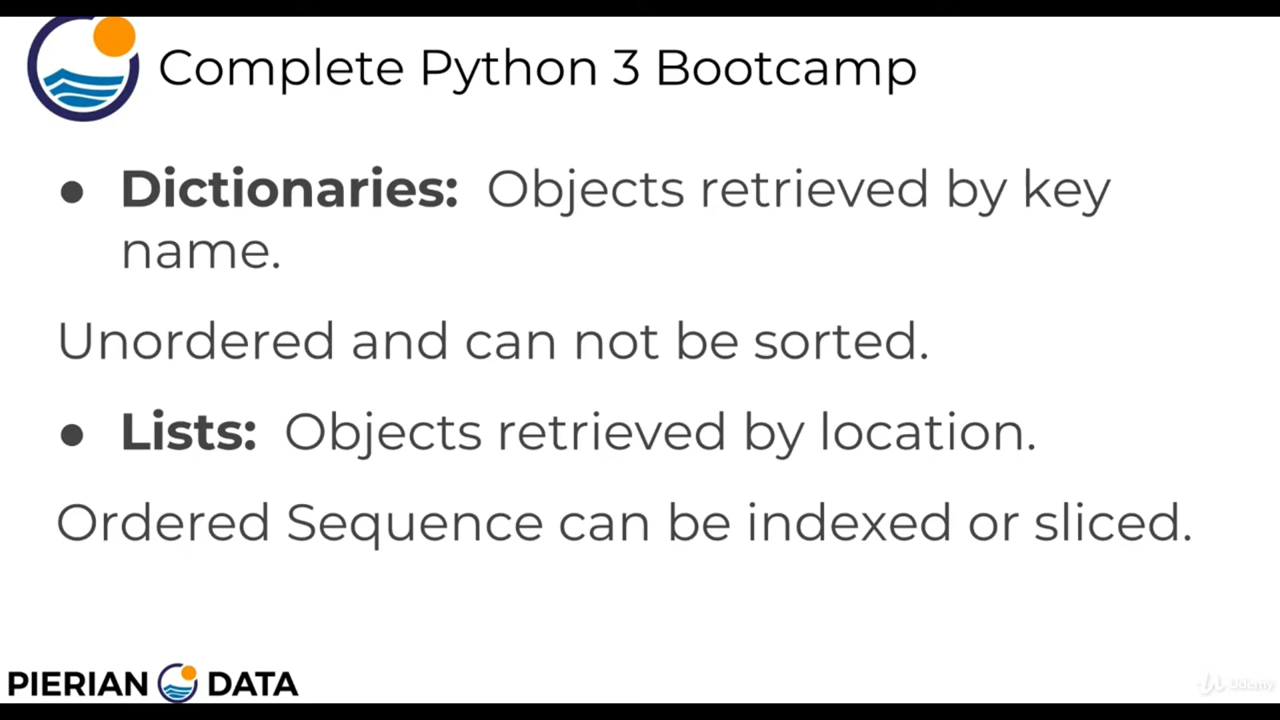 Complete Python 3 Bootcamp
● Dictionaries: Objects retrieved by key
name.
Unordered and can not be sorted.
● Lists: Objects retrieved by location.
Ordered Sequence can be indexed or sliced.
PIERIAN DATA
Udemy